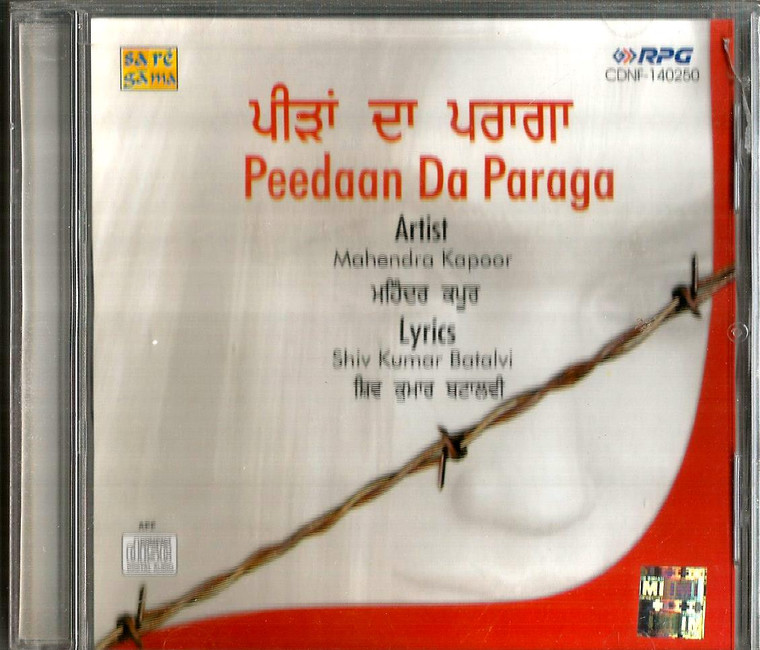 sa re
ga ma
RPG
CDNF-140250
ਪੀੜਾਂ ਦਾ ਪਰਾਗਾ
Peedaan Da Paraga
Artist
Mahendra Kapoor
ਮਹਿੰਦਰ ਕਪੂਰ
Lyrics
Shiv Kumar Batalvi
ਸ਼ਿਵ ਕੁਮਾਰ ਬਟਾਲਵੀ